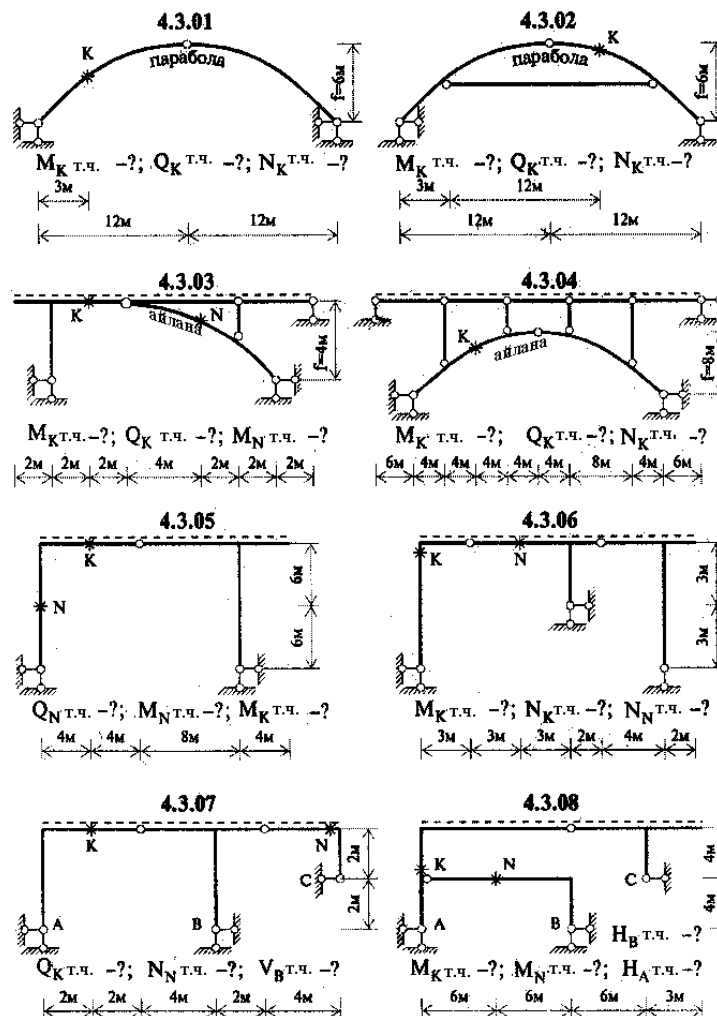 4.3.01 4.3.02
K K
парабола парабола
f=6м f=6м
M_K т.ч. –?; Q_K т.ч. –?; N_K т.ч. –? M_K т.ч. –?; Q_K т.ч. –?; N_K т.ч. –?
3м 3м 12м
12м 12м 12м 12м
4.3.03 4.3.04
K N K
айлана айлана
f=4м f=8м
M_K т.ч. –?; Q_K т.ч. –?; M_N т.ч. –? M_K т.ч. –?; Q_K т.ч. –?; N_K т.ч. –?
2м 2м 2м 4м 2м 2м 2м 6м 4м 4м 4м 4м 4м 8м 4м 6м
4.3.05 4.3.06
K K N
6м 3м
N
6м 3м
Q_N т.ч. –?; M_N т.ч. –?; M_K т.ч. –? M_K т.ч. –?; N_K т.ч. –?; N_N т.ч. –?
4м 4м 8м 4м 3м 3м 3м 2м 4м 2м
4.3.07 4.3.08
K N K N
2м 4м
C C
2м 4м
A B A B
H_B т.ч. –?
Q_K т.ч. –?; N_N т.ч. –?; V_B т.ч. –? M_K т.ч. –?; M_N т.ч. –?; H_A т.ч. –?
2м 2м 4м 2м 4м 6м 6м 6м 3м